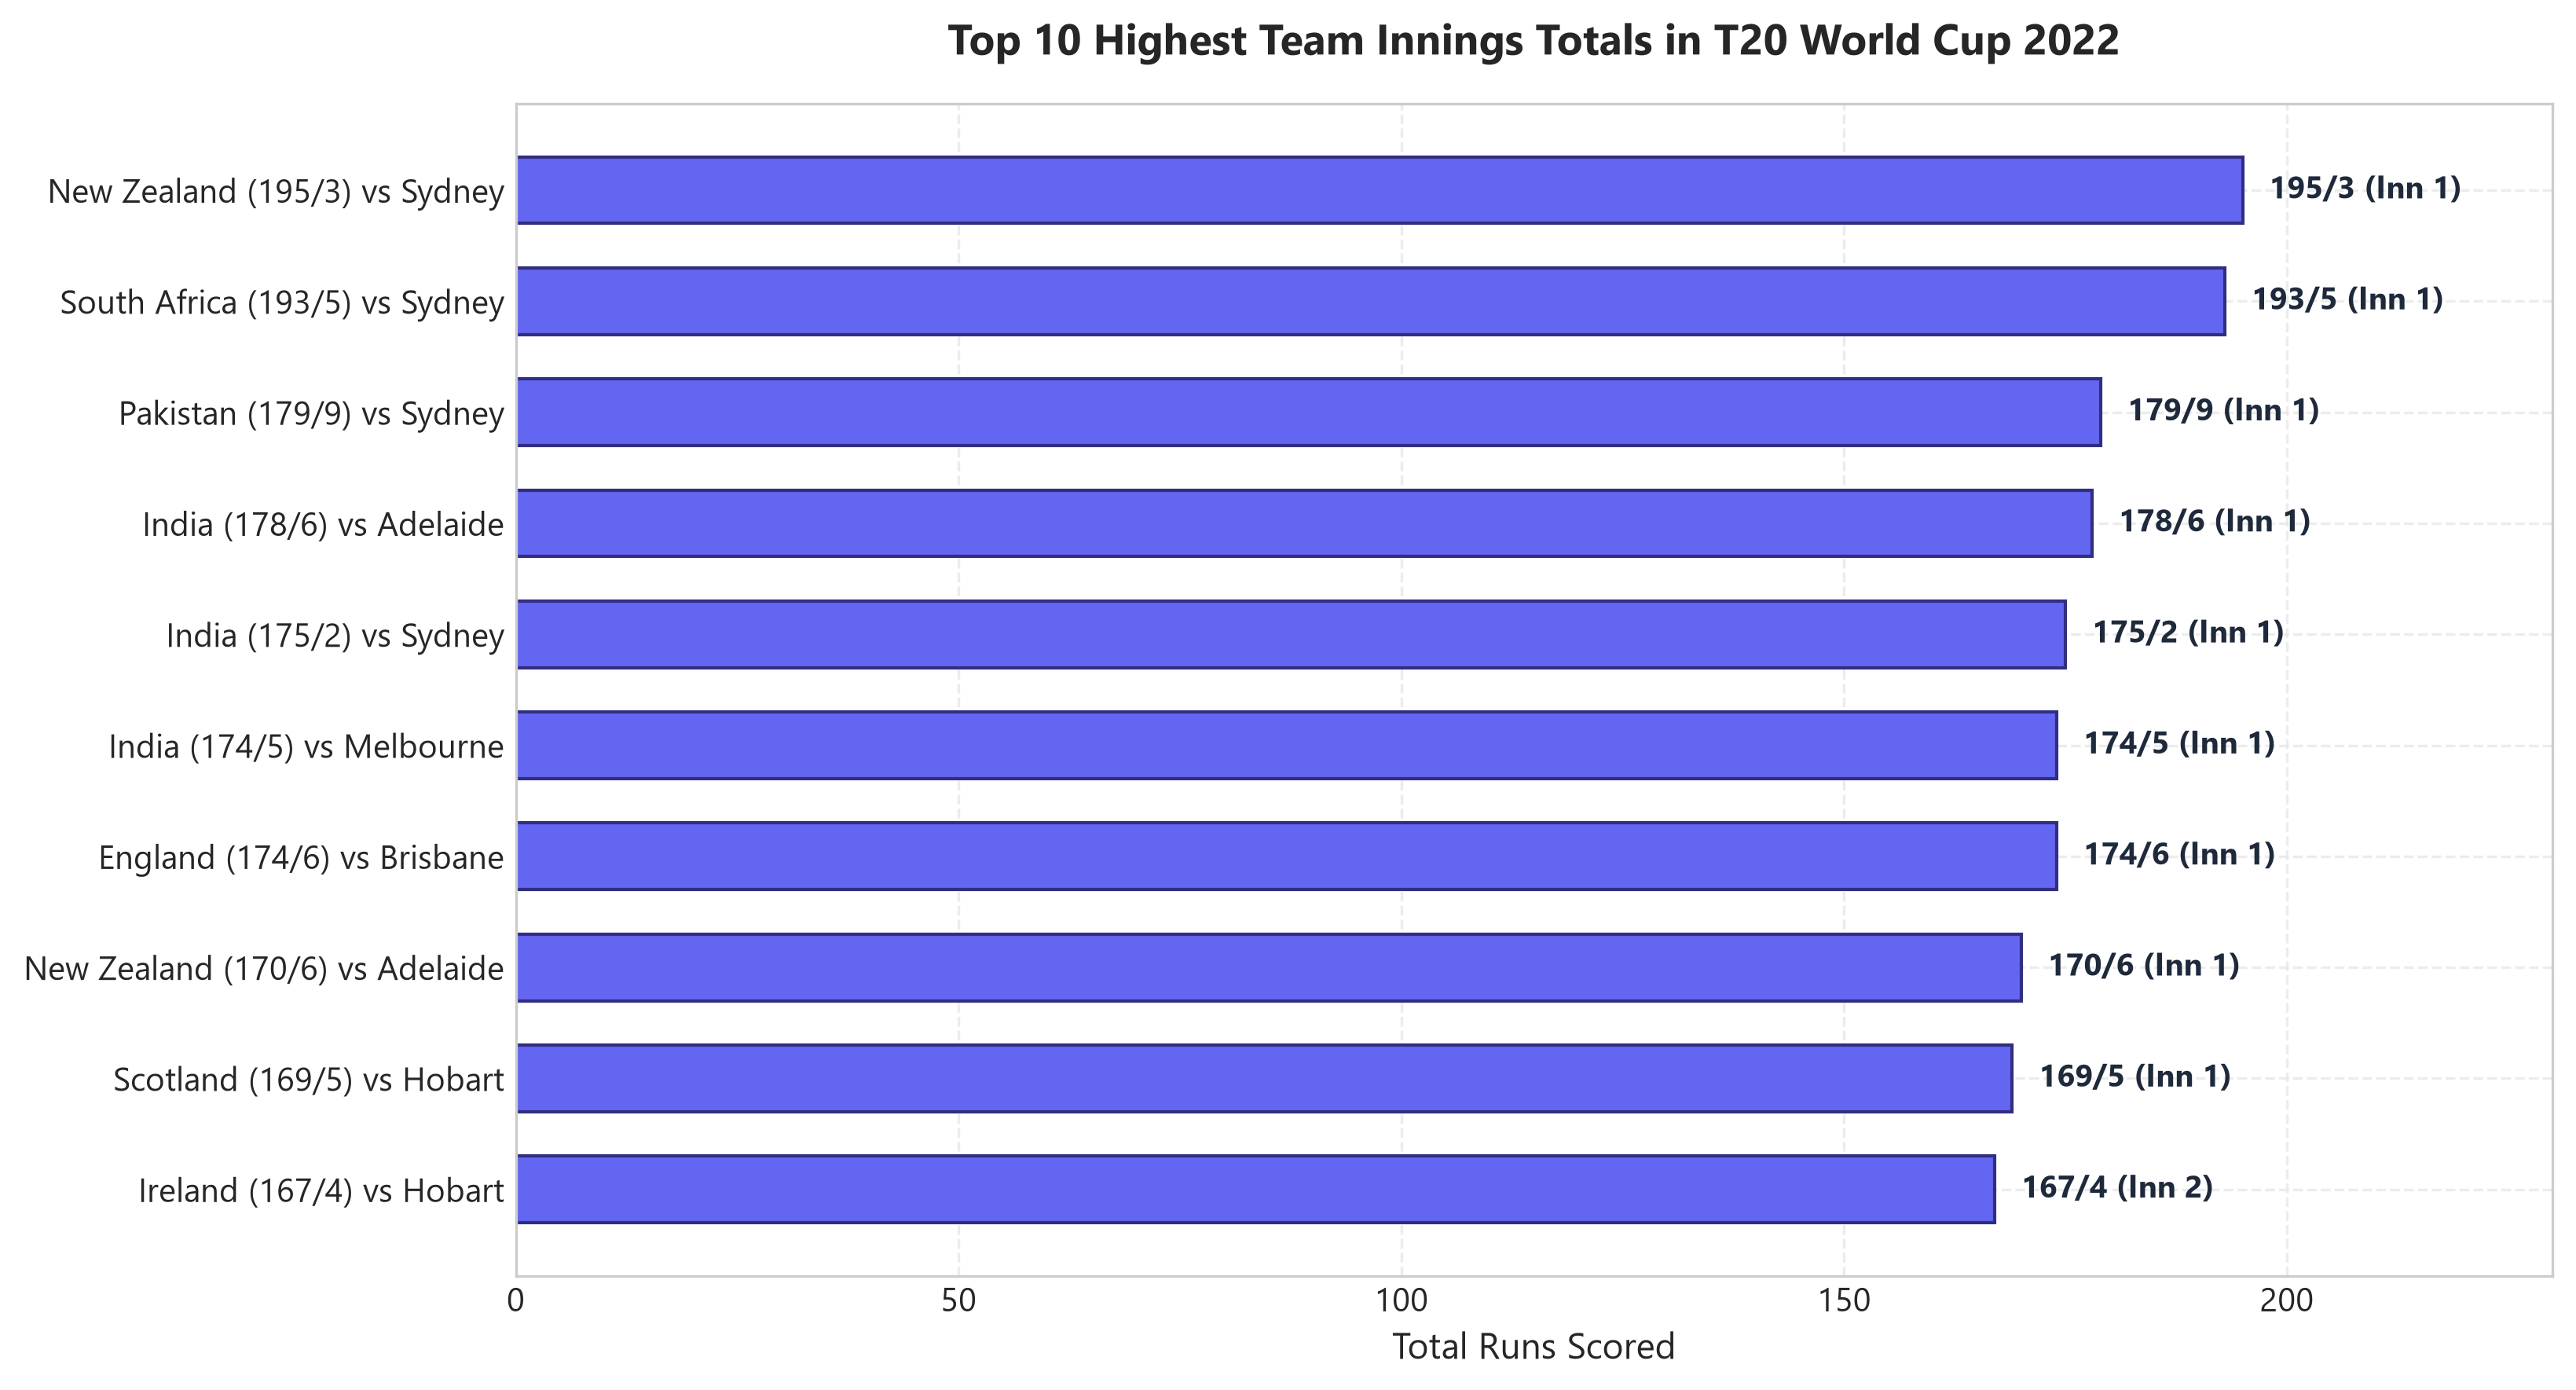 Top 10 Highest Team Innings Totals in T20 World Cup 2022
New Zealand (195/3) vs Sydney 195/3 (Inn 1)
South Africa (193/5) vs Sydney 193/5 (Inn 1)
Pakistan (179/9) vs Sydney 179/9 (Inn 1)
India (178/6) vs Adelaide 178/6 (Inn 1)
India (175/2) vs Sydney 175/2 (Inn 1)
India (174/5) vs Melbourne 174/5 (Inn 1)
England (174/6) vs Brisbane 174/6 (Inn 1)
New Zealand (170/6) vs Adelaide 170/6 (Inn 1)
Scotland (169/5) vs Hobart 169/5 (Inn 1)
Ireland (167/4) vs Hobart 167/4 (Inn 2)
0 50 100 150 200
Total Runs Scored